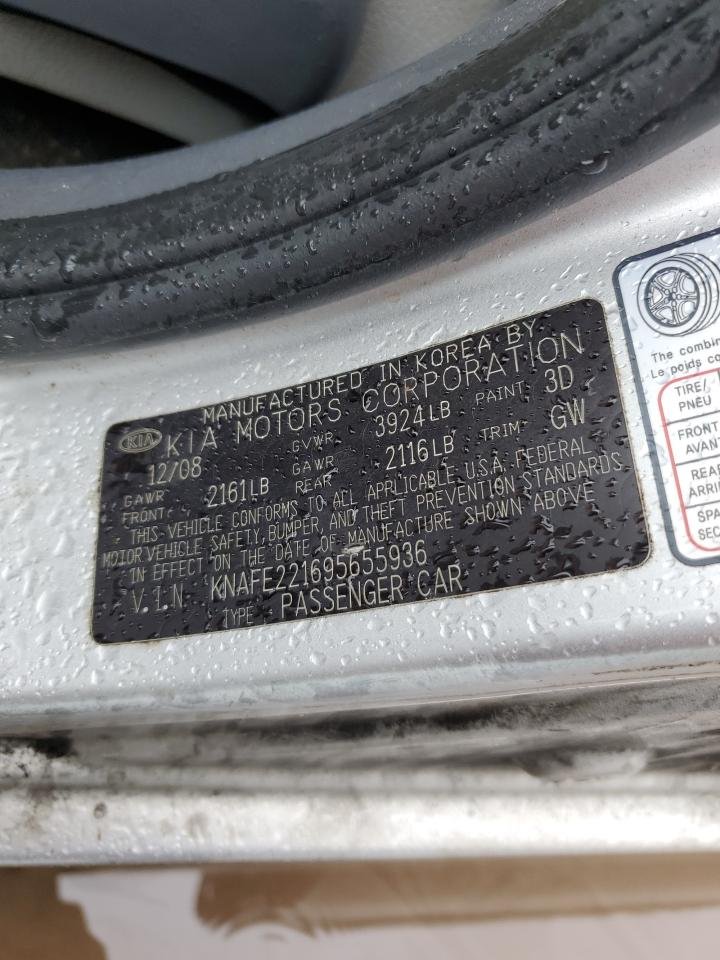 MANUFACTURED IN KOREA BY
KIA KIA MOTORS CORPORATION
12/08 GVWR 3924LB PAINT 3D
GAWR FRONT 2161LB GAWR REAR 2116LB TRIM GW
THIS VEHICLE CONFORMS TO ALL APPLICABLE U.S.A. FEDERAL
MOTOR VEHICLE SAFETY, BUMPER, AND THEFT PREVENTION STANDARDS
IN EFFECT ON THE DATE OF MANUFACTURE SHOWN ABOVE
V.I.N KNAFE221695655936
TYPE PASSENGER CAR
The combin
Le poids co
TIRE/
PNEU
FRONT
AVANT
REAR
ARRI
SPA
SEC